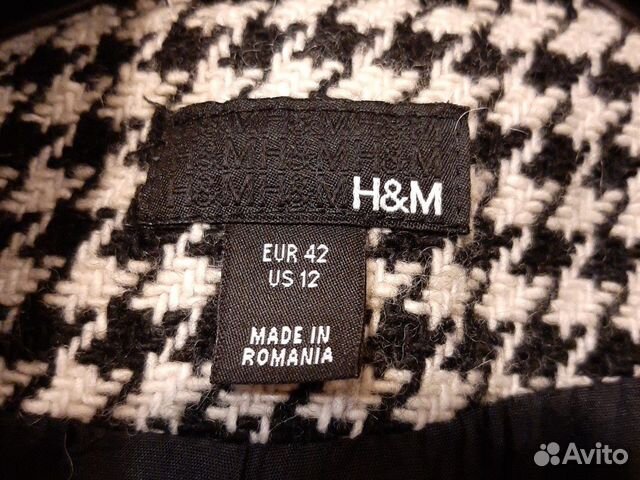 H&M
EUR 42
US 12
MADE IN
ROMANIA
Avito